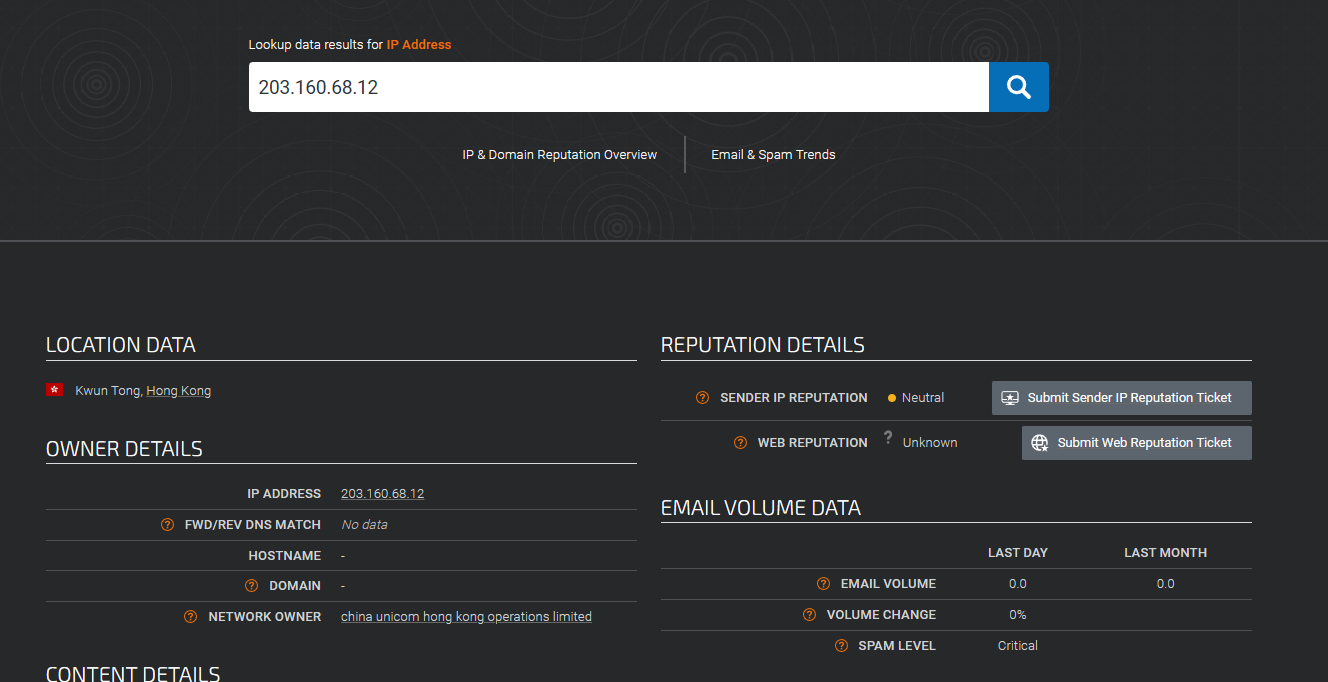 Lookup data results for IP Address
203.160.68.12
IP & Domain Reputation Overview
Email & Spam Trends
LOCATION DATA
Kwun Tong, Hong Kong
OWNER DETAILS
IP ADDRESS 203.160.68.12
FWD/REV DNS MATCH No data
HOSTNAME -
DOMAIN -
NETWORK OWNER china unicom hong kong operations limited
CONTENT DETAILS
REPUTATION DETAILS
SENDER IP REPUTATION Neutral Submit Sender IP Reputation Ticket
WEB REPUTATION ? Unknown Submit Web Reputation Ticket
EMAIL VOLUME DATA
LAST DAY LAST MONTH
EMAIL VOLUME 0.0 0.0
VOLUME CHANGE 0%
SPAM LEVEL Critical